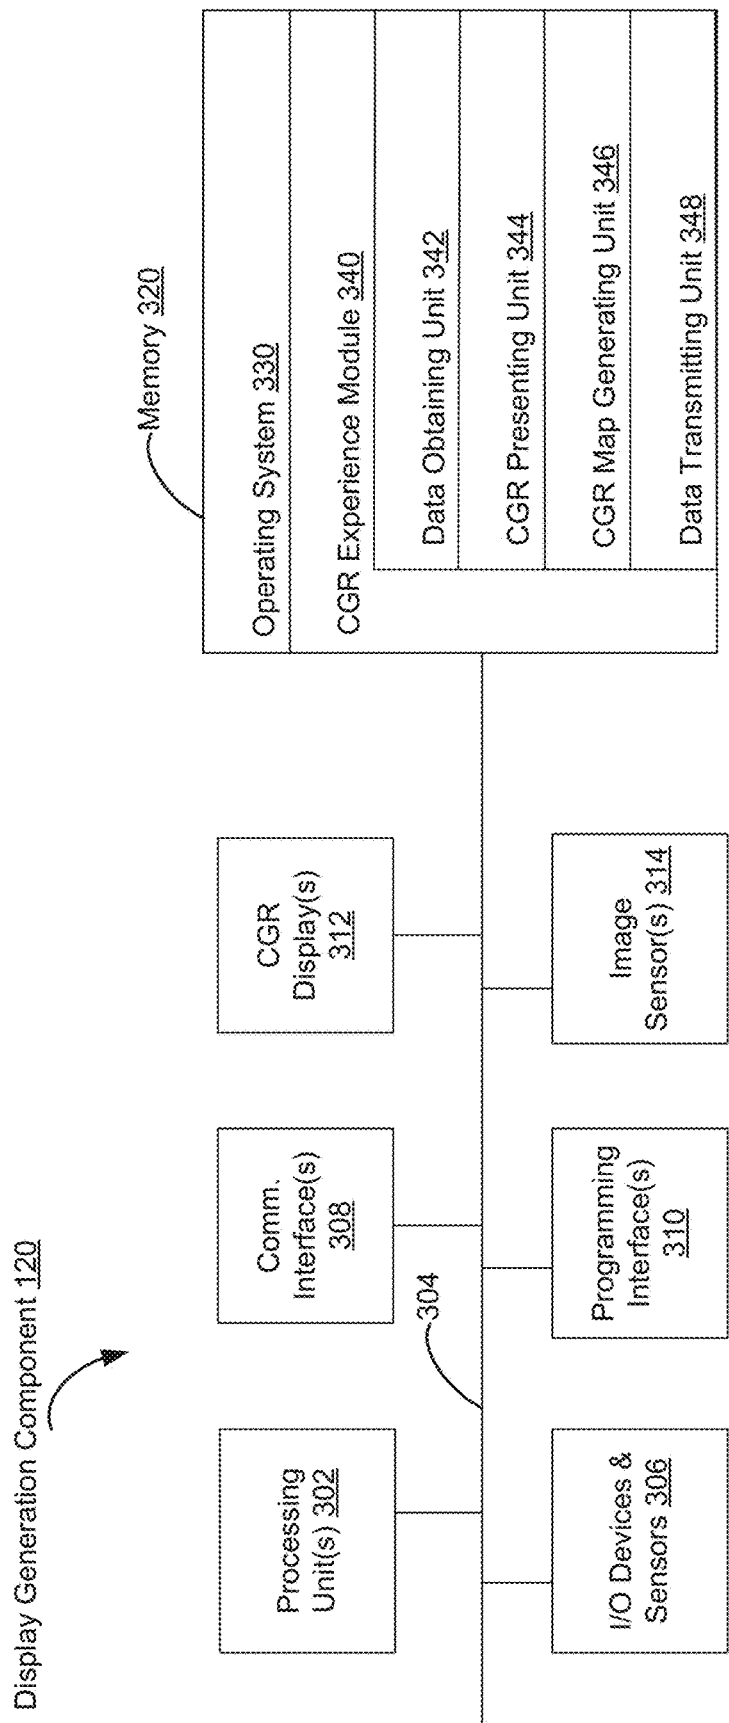 Display Generation Component 120
Processing
Unit(s) 302
Comm.
Interface(s)
308
CGR
Display(s)
312
304
I/O Devices &
Sensors 306
Programming
Interface(s)
310
Image
Sensor(s) 314
Memory 320
Operating System 330
CGR Experience Module 340
Data Obtaining Unit 342
CGR Presenting Unit 344
CGR Map Generating Unit 346
Data Transmitting Unit 348